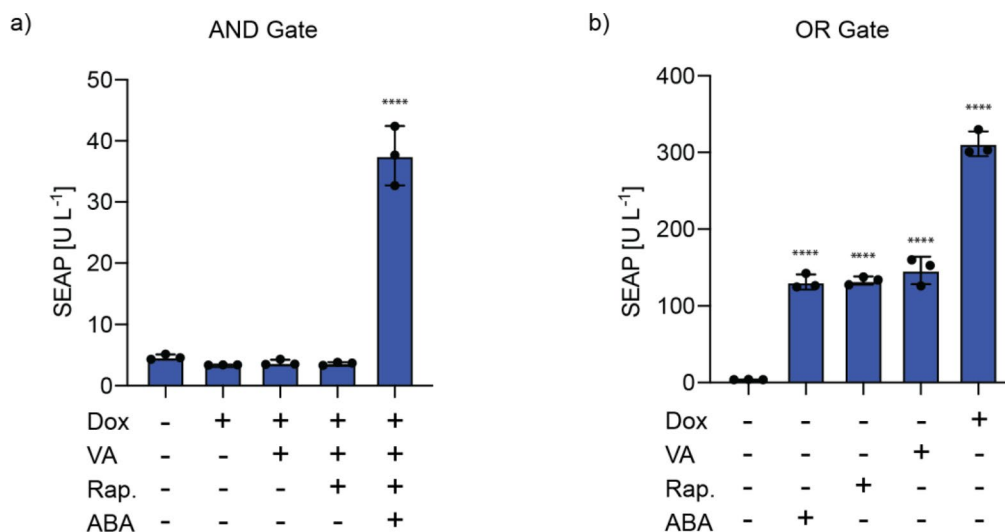 a)
AND Gate
SEAP [U L⁻¹]
50
40
30
20
10
0
****
Dox - + + + +
VA - - + + +
Rap. - - - + +
ABA - - - - +
b)
OR Gate
SEAP [U L⁻¹]
400
300
200
100
0
**** **** **** ****
Dox - - - - +
VA - - - + -
Rap. - - + - -
ABA - + - - -